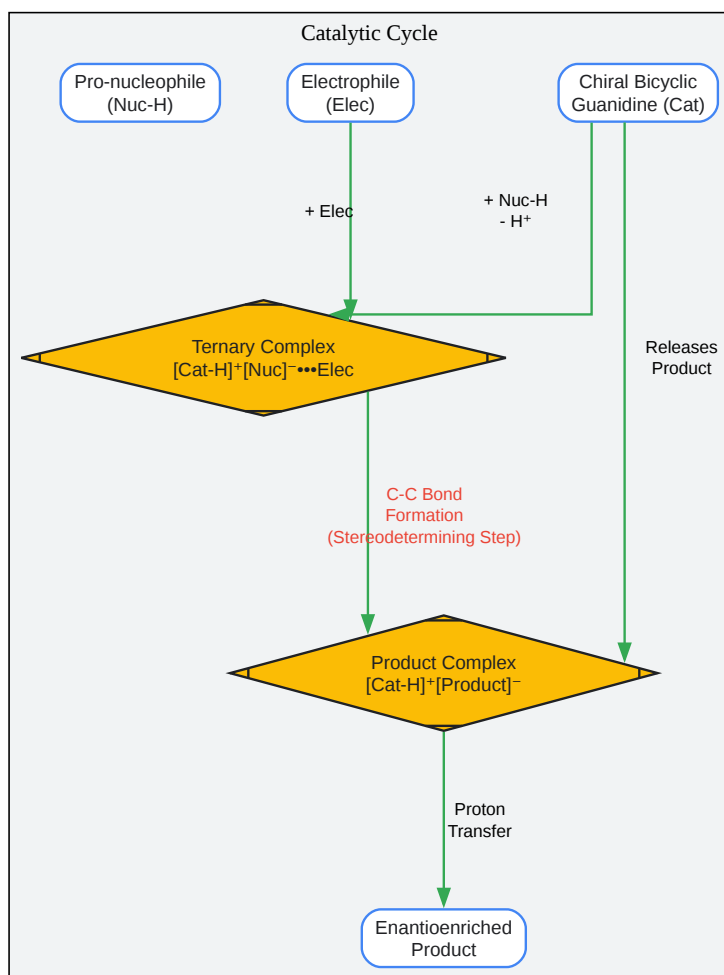 Catalytic Cycle
Pro-nucleophile
(Nuc-H)
Electrophile
(Elec)
Chiral Bicyclic
Guanidine (Cat)
+ Elec
+ Nuc-H
- H⁺
Ternary Complex
[Cat-H]⁺[Nuc]⁻•••Elec
Releases
Product
C-C Bond
Formation
(Stereodetermining Step)
Product Complex
[Cat-H]⁺[Product]⁻
Proton
Transfer
Enantioenriched
Product